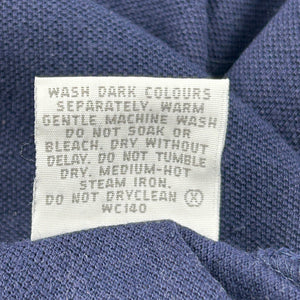 WASH DARK COLOURS
SEPARATELY. WARM
GENTLE MACHINE WASH
DO NOT SOAK OR
BLEACH. DRY WITHOUT
DELAY. DO NOT TUMBLE
DRY. MEDIUM-HOT
STEAM IRON.
DO NOT DRYCLEAN Ⓧ
WC140